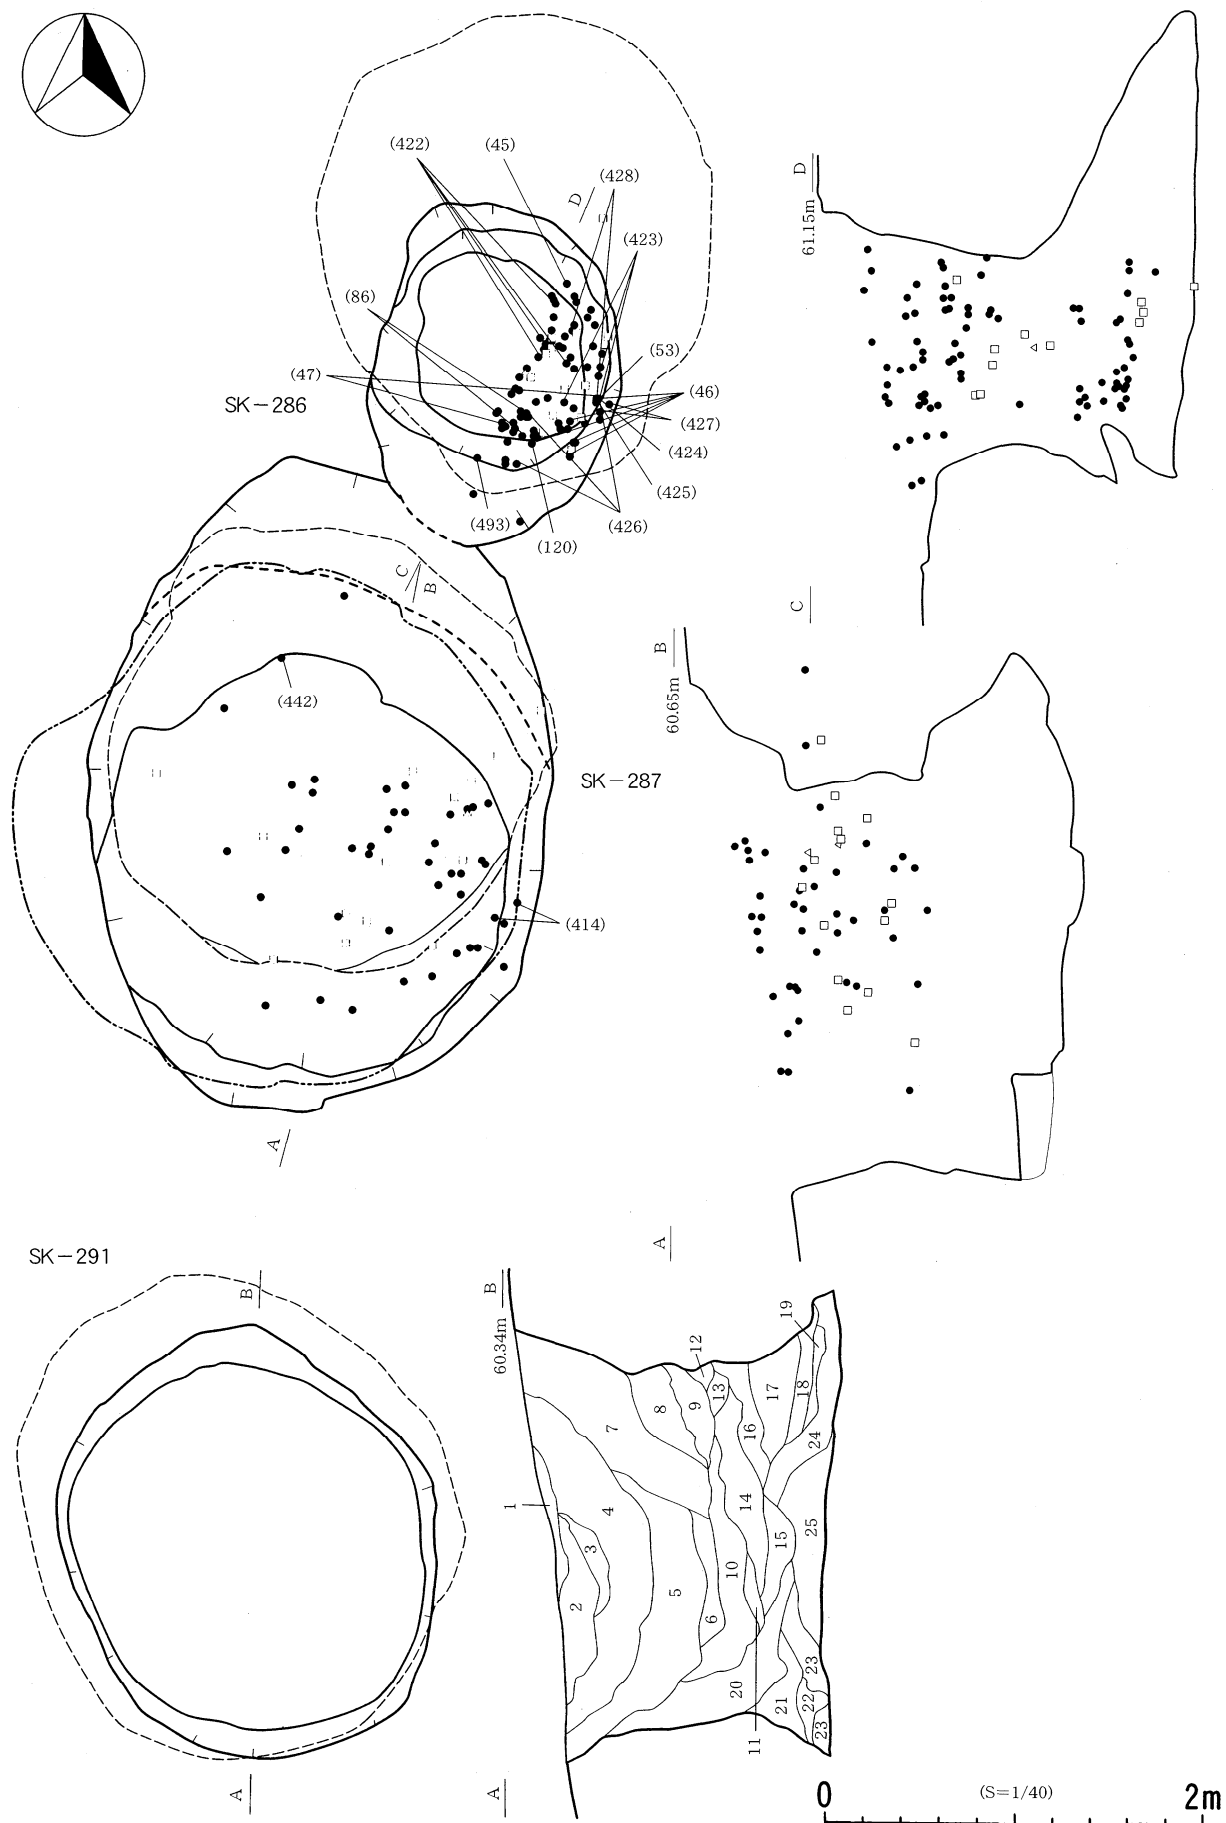 (422)
(45)
(428)
(423)
D
(86)
(53)
(47)
(46)
SK－286
(427)
(424)
(425)
(493)
(426)
(120)
D
61.15m
C
B
(442)
SK－287
(414)
A
C
B
60.65m
A
SK－291
B
A
B
60.34m
A
1
2
3
4
5
6
7
8
9
10
11
12
13
14
15
16
17
18
19
20
21
22
23
23
24
25
0
(S=1/40)
2m